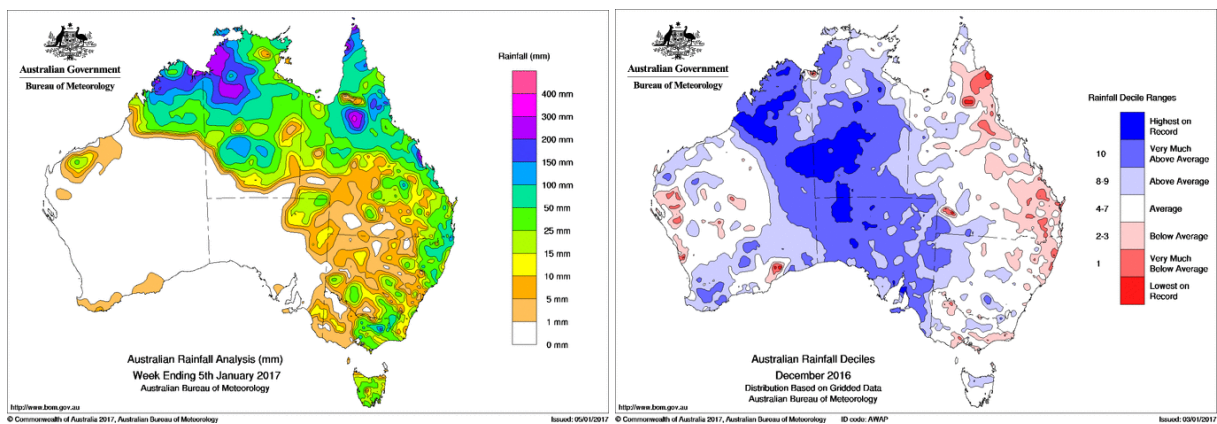 Australian Government
Bureau of Meteorology
Rainfall (mm)
400 mm
300 mm
200 mm
150 mm
100 mm
50 mm
25 mm
15 mm
10 mm
5 mm
1 mm
0 mm
Australian Rainfall Analysis (mm)
Week Ending 5th January 2017
Australian Bureau of Meteorology
http://www.bom.gov.au
© Commonwealth of Australia 2017, Australian Bureau of Meteorology
Issued: 05/01/2017
Australian Government
Bureau of Meteorology
Rainfall Decile Ranges
Highest on
Record
10 Very Much
Above Average
8-9 Above Average
4-7 Average
2-3 Below Average
1 Very Much
Below Average
Lowest on
Record
Australian Rainfall Deciles
December 2016
Distribution Based on Gridded Data
Australian Bureau of Meteorology
http://www.bom.gov.au
© Commonwealth of Australia 2017, Australian Bureau of Meteorology
ID code: AWAP
Issued: 03/01/2017